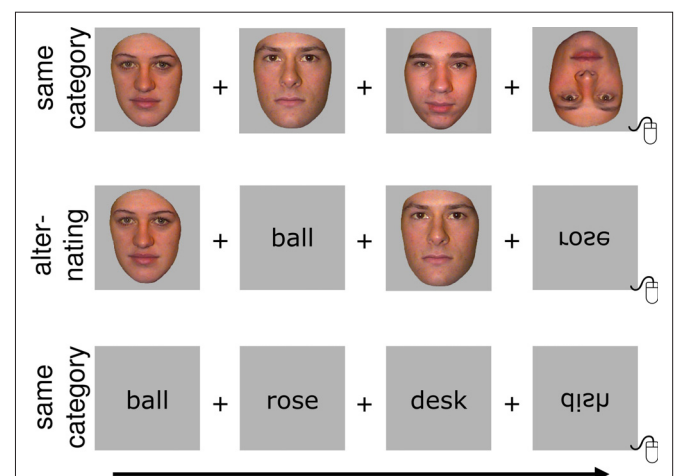 same category
+ + +
alter-
nating
+ ball + rose
same category
ball + rose + desk + dish